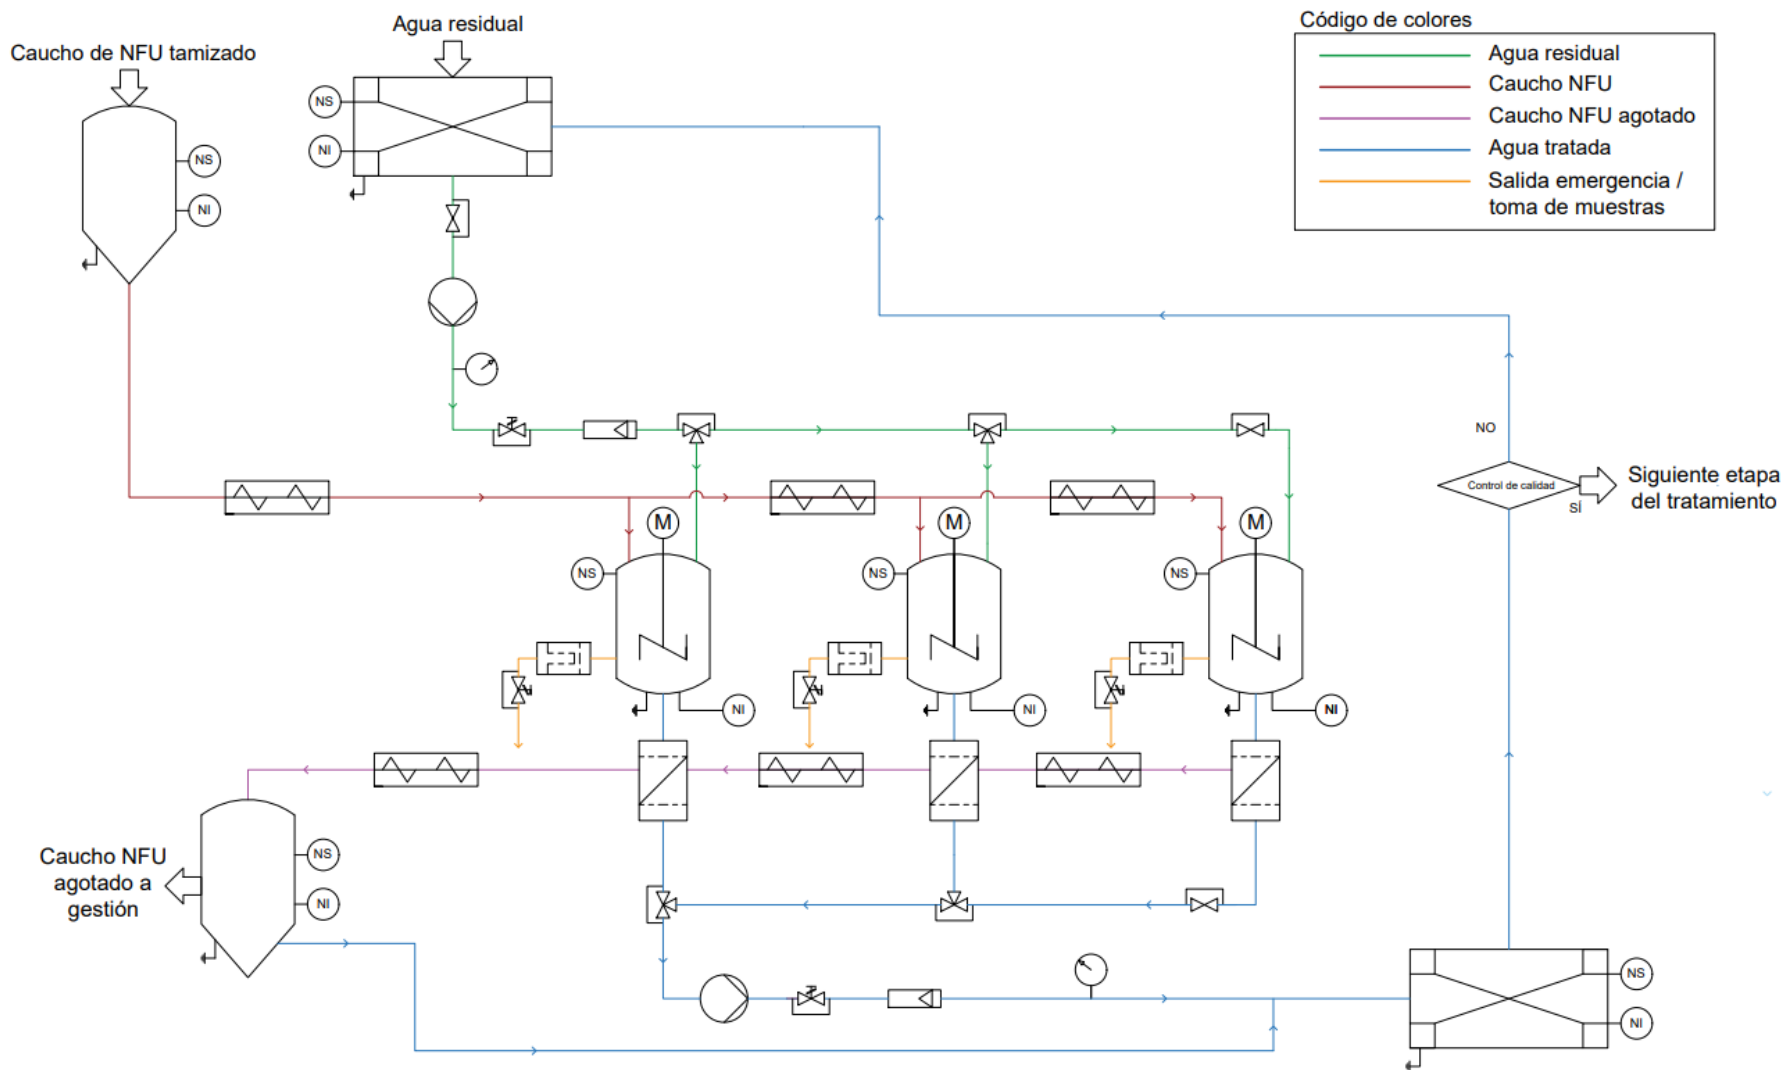 Caucho de NFU tamizado
Agua residual
Código de colores
Agua residual
Caucho NFU
Caucho NFU agotado
Agua tratada
Salida emergencia /
toma de muestras
NS
NI
NS
NI
NO
Control de calidad
SÍ
Siguiente etapa
del tratamiento
M
M
M
NS
NS
NS
NI
NI
NI
Caucho NFU
agotado a
gestión
NS
NI
NS
NI